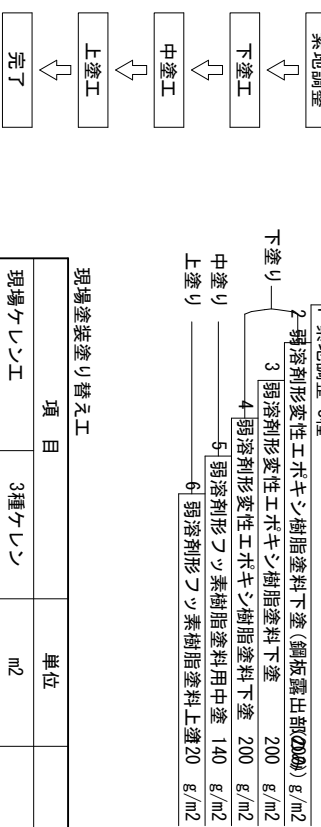 素地調整
下塗工
中塗工
上塗工
完了
2 弱溶剤形変性エポキシ樹脂塗料下塗(鋼板露出部のみ) 200 g/m2
3 弱溶剤形変性エポキシ樹脂塗料下塗 200 g/m2
4 弱溶剤形変性エポキシ樹脂塗料下塗 200 g/m2
5 弱溶剤形フッ素樹脂塗料用中塗 140 g/m2
6 弱溶剤形フッ素樹脂塗料上塗 120 g/m2
下塗り
中塗り
上塗り
現場塗装塗り替え工
項 目 単位
現場ケレン工 3種ケレン m2